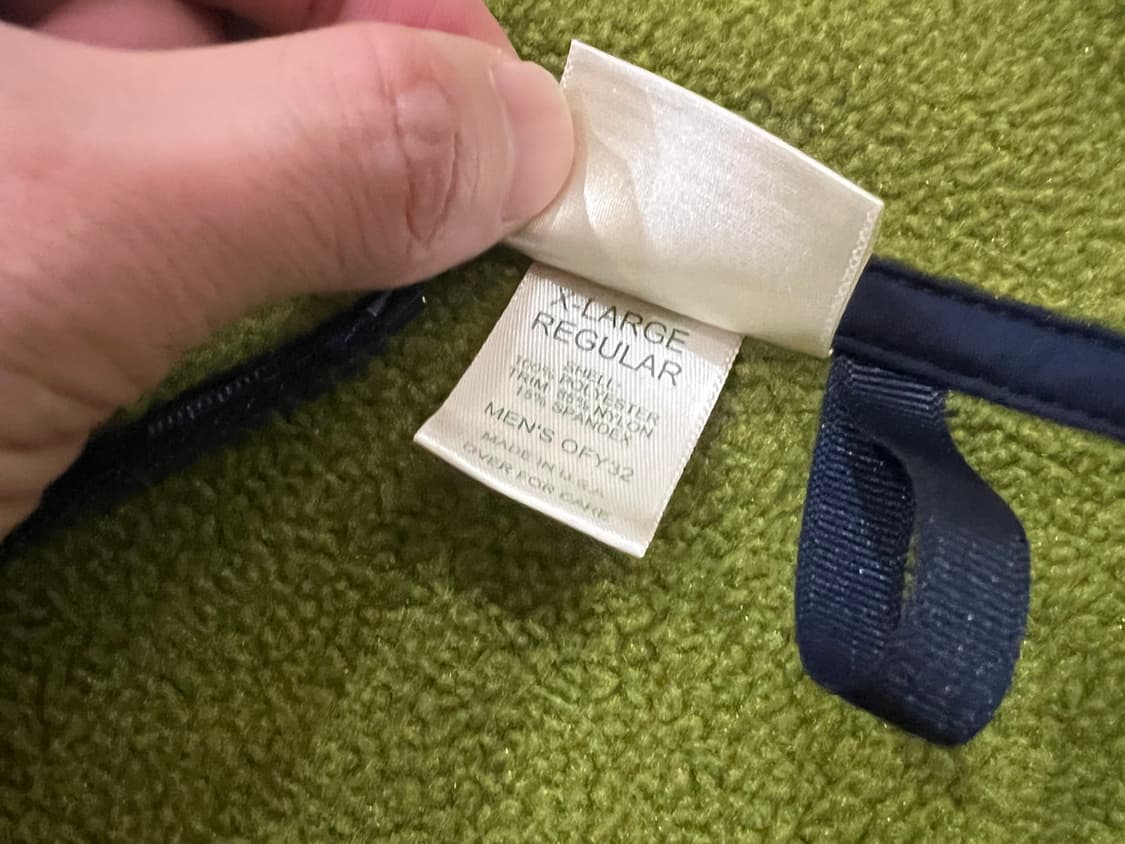 X-LARGE
REGULAR
SHELL:
100% POLYESTER
TRIM 85% NYLON
15% SPANDEX
MEN'S OFY32
MADE IN U.S.A.
OVER FOR CARE